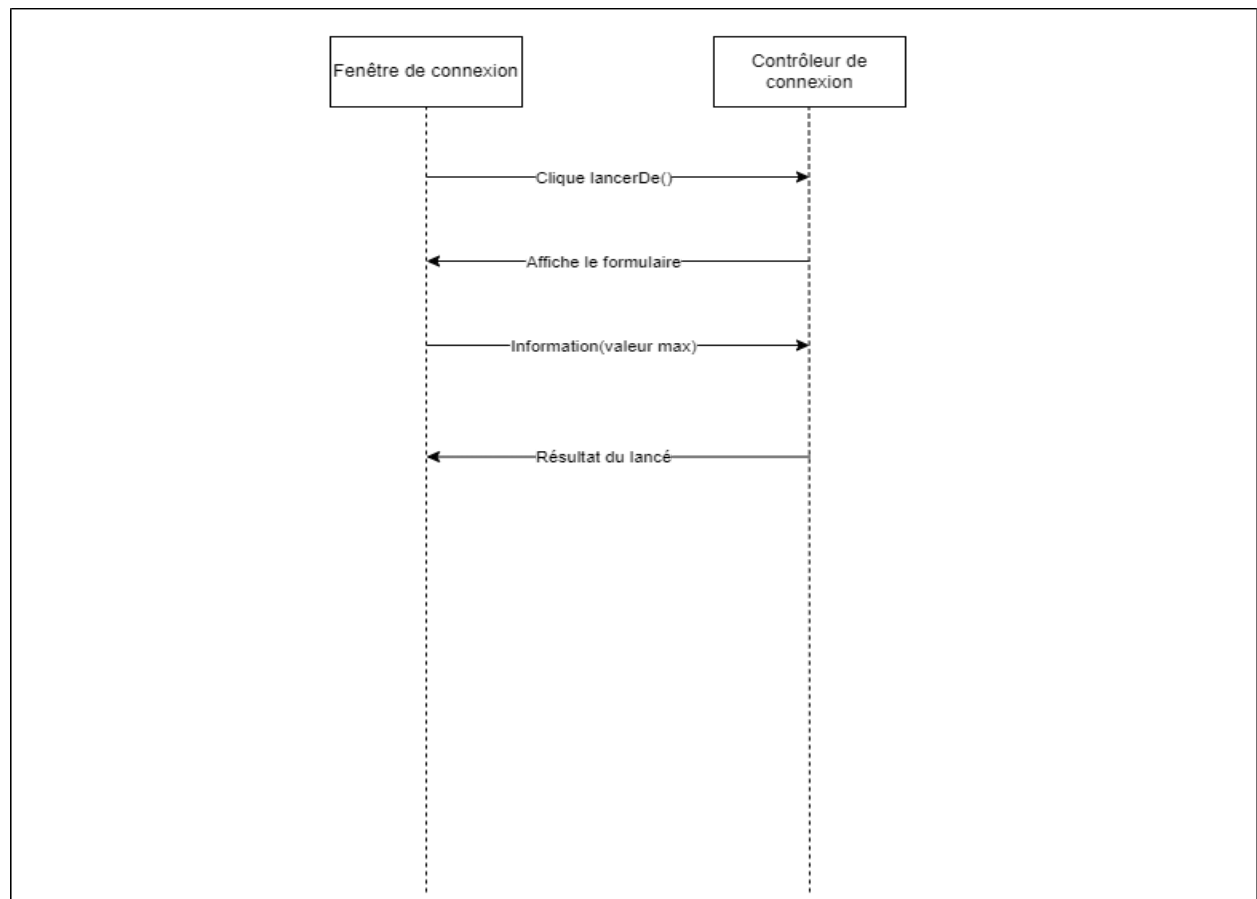 Fenêtre de connexion
Contrôleur de
connexion
Clique lancerDe()
Affiche le formulaire
Information(valeur max)
Résultat du lancé